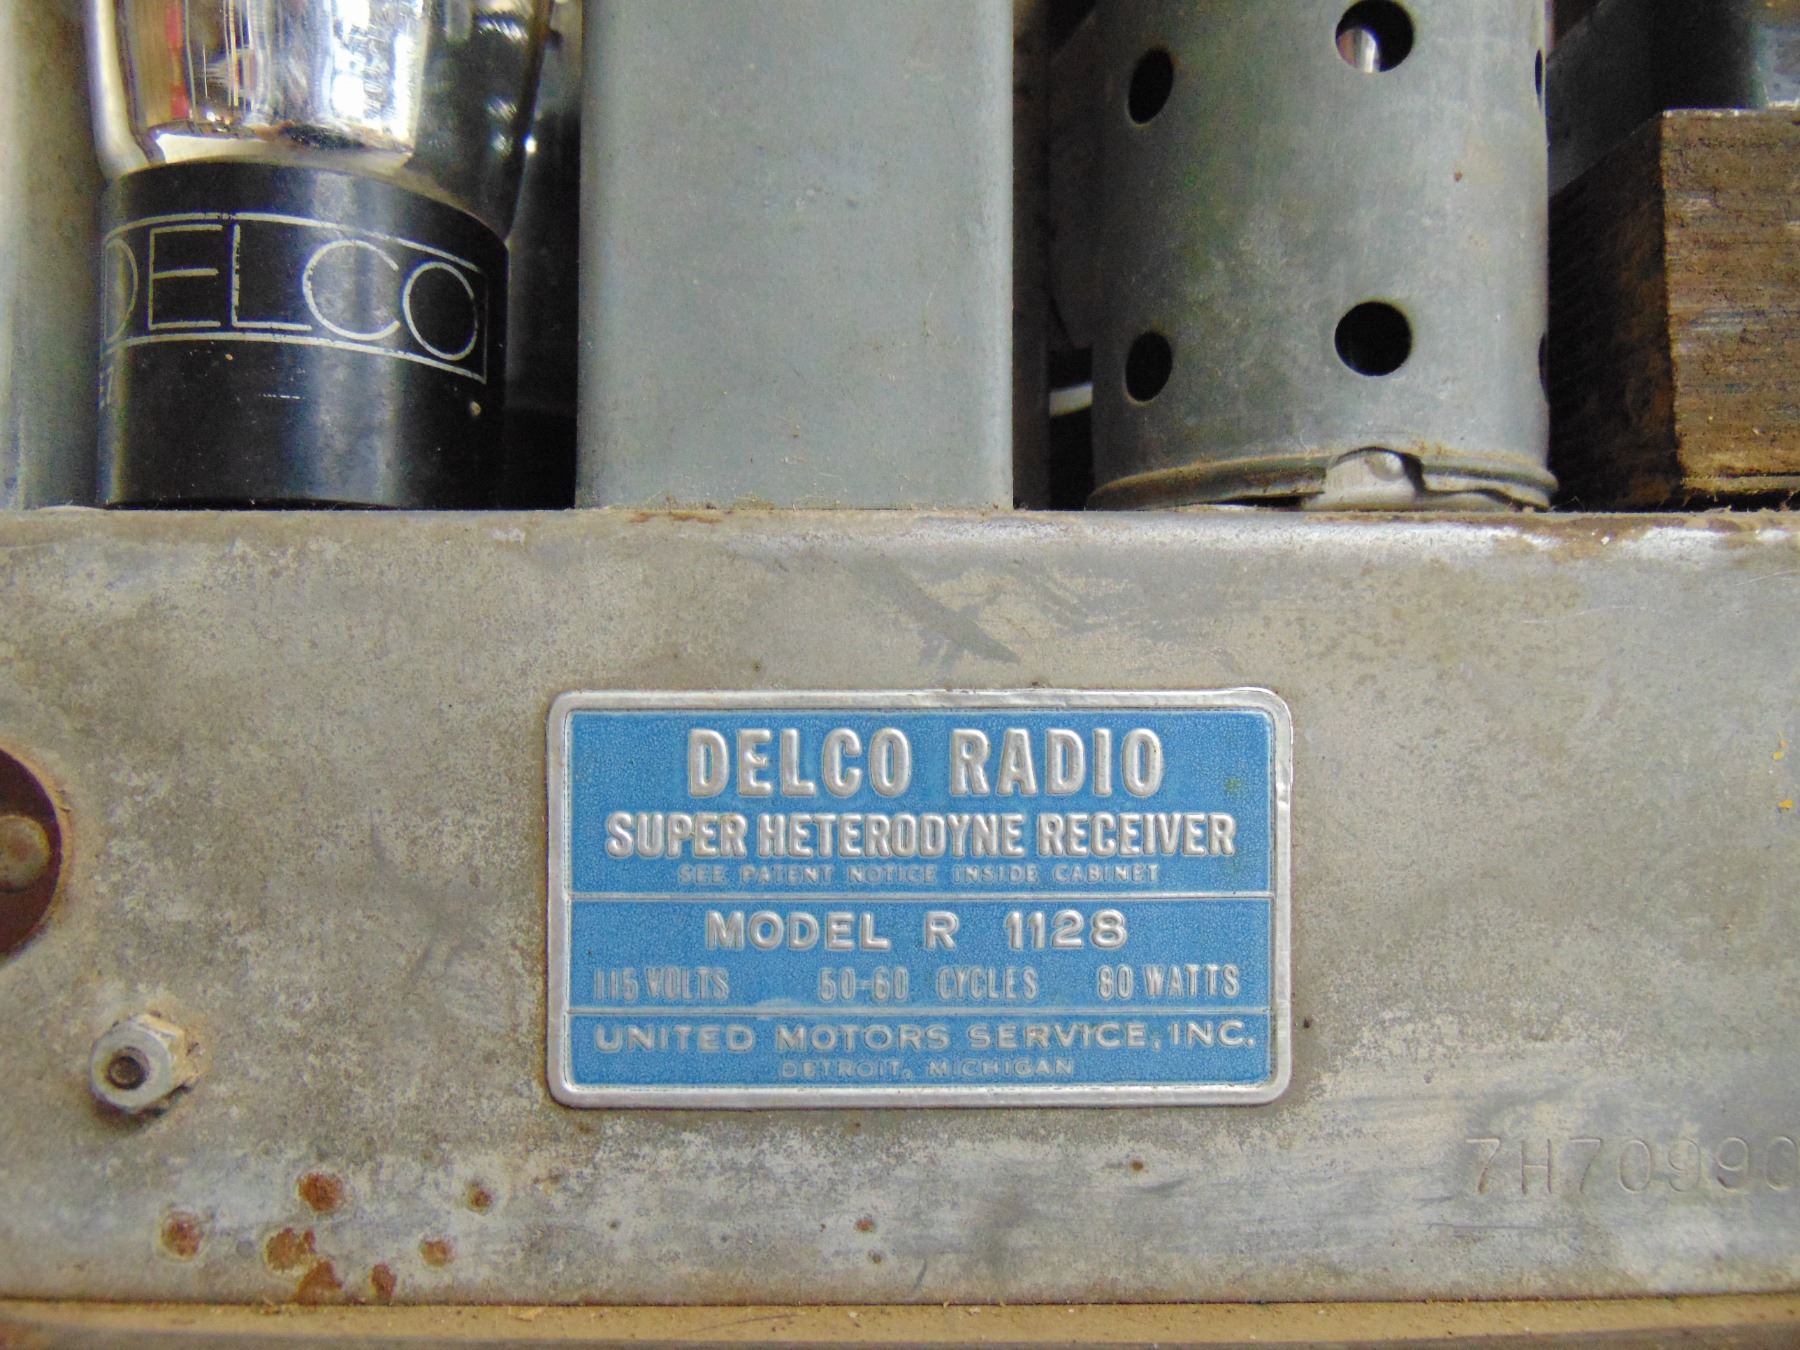 DELCO
DELCO RADIO
SUPER HETERODYNE RECEIVER
SEE PATENT NOTICE INSIDE CABINET
MODEL R 1128
115 VOLTS 50-60 CYCLES 80 WATTS
UNITED MOTORS SERVICE, INC.
DETROIT, MICHIGAN
7H70990